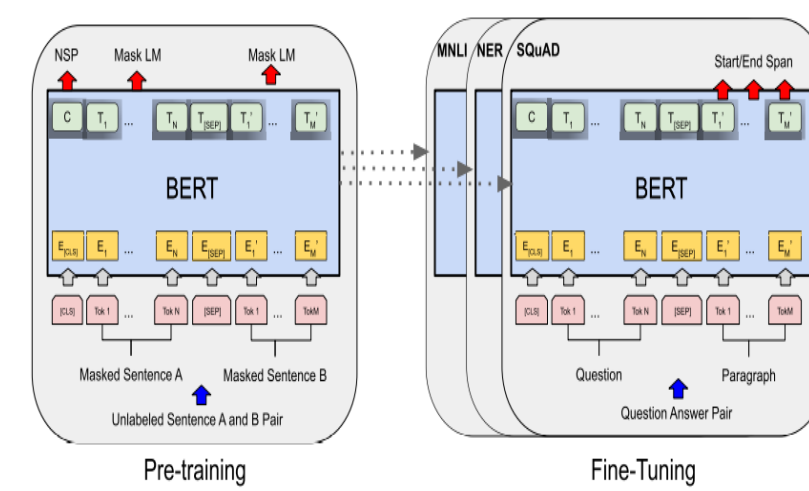 NSP Mask LM Mask LM
C T1 ... TN T[SEP] T1' ... TM'
BERT
E[CLS] E1 ... EN E[SEP] E1' ... EM'
[CLS] Tok 1 ... Tok N [SEP] Tok 1 ... TokM
Masked Sentence A Masked Sentence B
Unlabeled Sentence A and B Pair
Pre-training
MNLI NER SQuAD
Start/End Span
C T1 ... TN T[SEP] T1' ... TM'
BERT
E[CLS] E1 ... EN E[SEP] E1' ... EM'
[CLS] Tok 1 ... Tok N [SEP] Tok 1 ... TokM
Question Paragraph
Question Answer Pair
Fine-Tuning